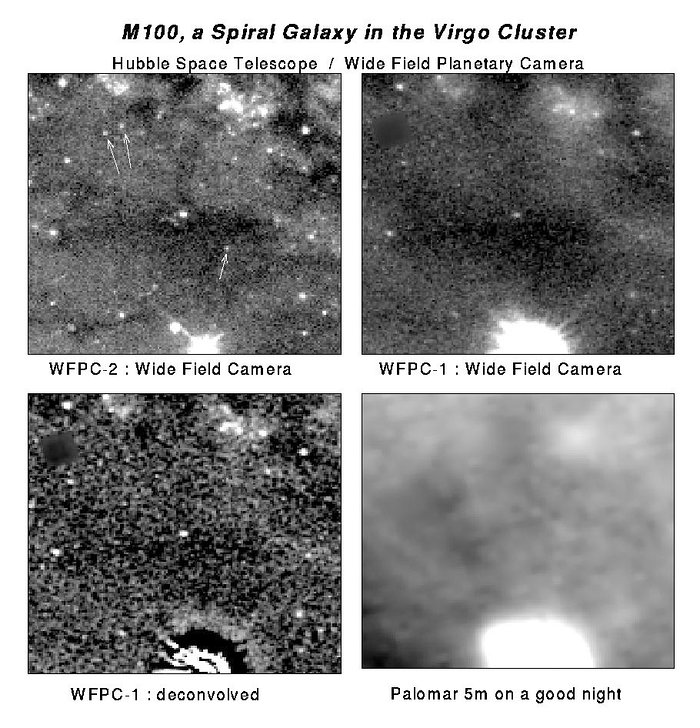 M100, a Spiral Galaxy in the Virgo Cluster
Hubble Space Telescope / Wide Field Planetary Camera
WFPC-2 : Wide Field Camera
WFPC-1 : Wide Field Camera
WFPC-1 : deconvolved
Palomar 5m on a good night